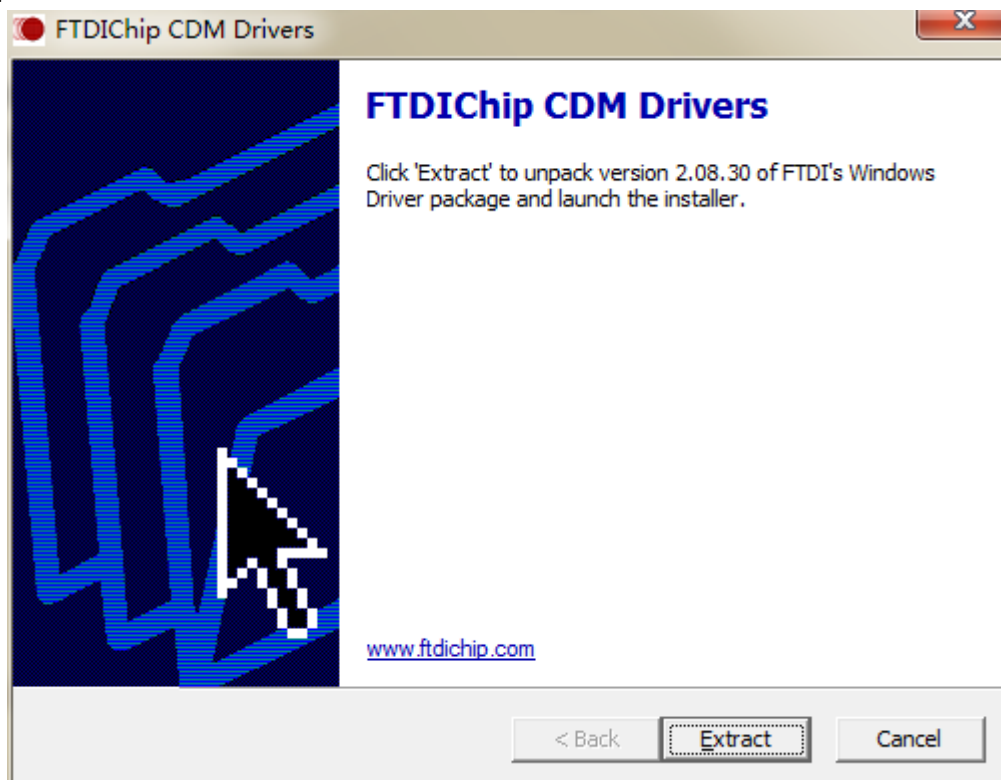 FTDIChip CDM Drivers
X
FTDIChip CDM Drivers
Click 'Extract' to unpack version 2.08.30 of FTDI's Windows
Driver package and launch the installer.
www.ftdichip.com
< Back Extract Cancel